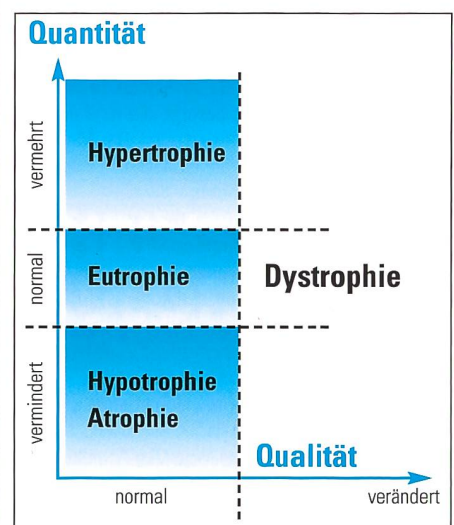 Quantität
vermehrt
Hypertrophie
normal
Eutrophie
Dystrophie
vermindert
Hypotrophie
Atrophie
Qualität
normal
verändert